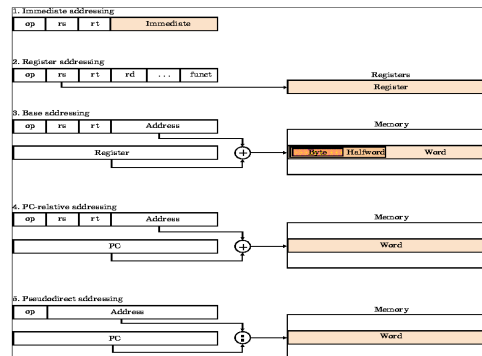 1. Immediate addressing
op rs rt Immediate
2. Register addressing
op rs rt rd ... funct
Registers
Register
3. Base addressing
op rs rt Address
Memory
Register
+
Byte Halfword Word
4. PC-relative addressing
op rs rt Address
Memory
PC
+
Word
5. Pseudodirect addressing
op Address
Memory
PC
:
Word